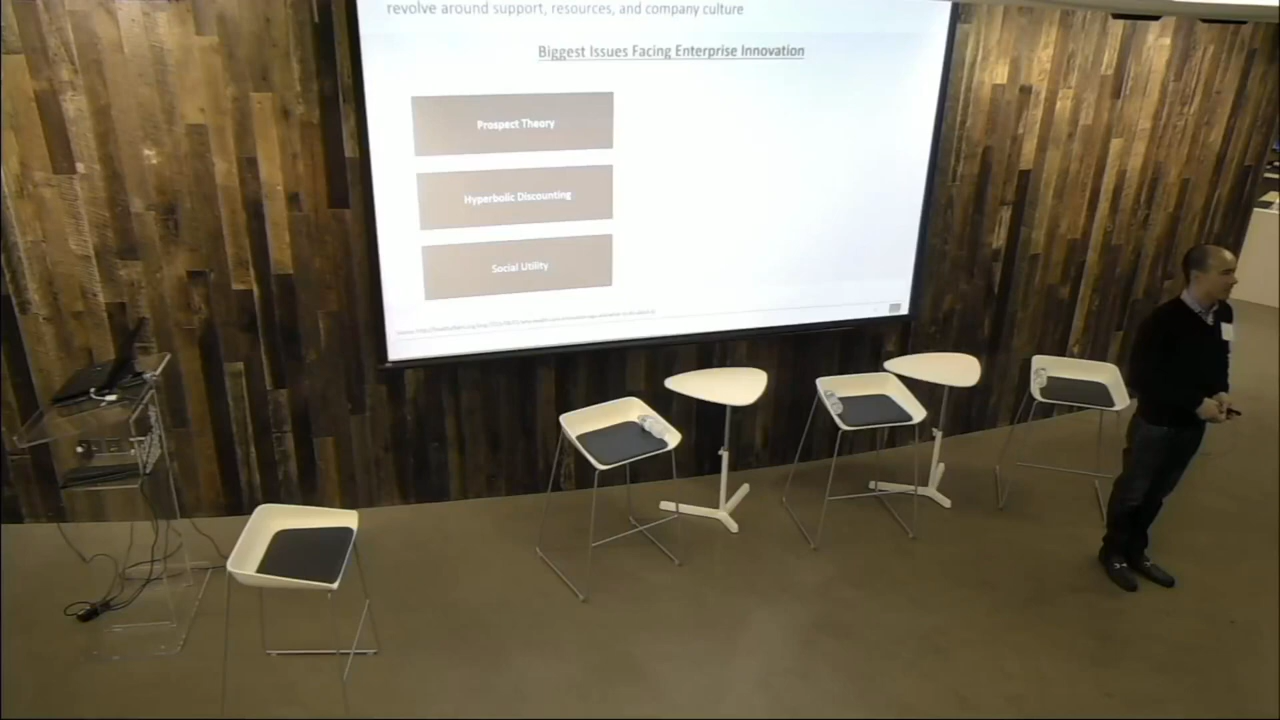 revolve around support, resources, and company culture
Biggest Issues Facing Enterprise Innovation
Prospect Theory
Hyperbolic Discounting
Social Utility